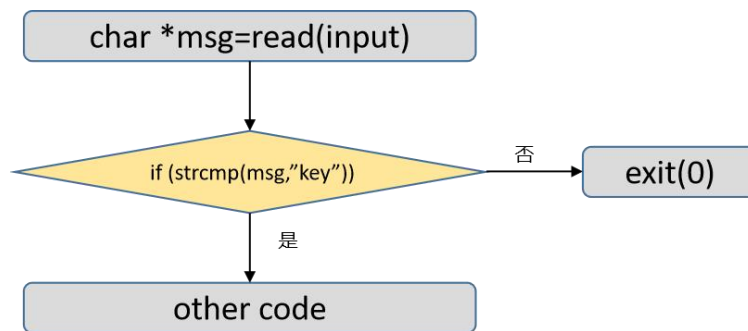 char *msg=read(input)
if (strcmp(msg,”key”))
否
exit(0)
是
other code